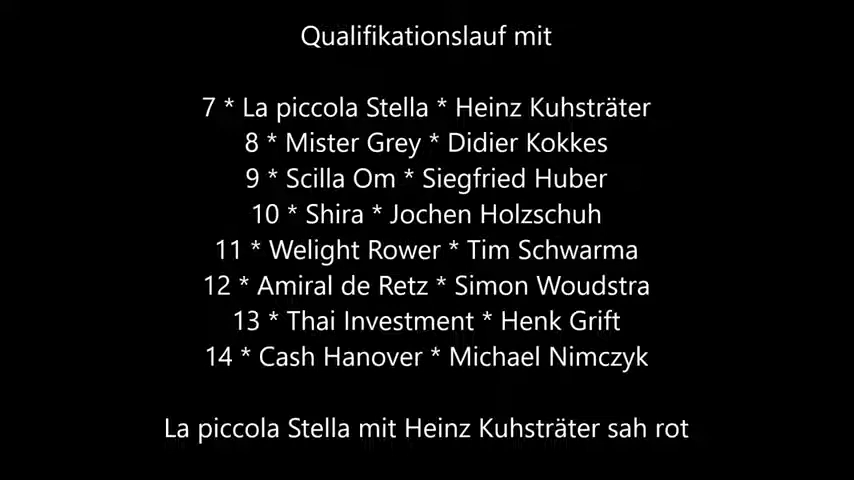 Qualifikationslauf mit
7 * La piccola Stella * Heinz Kuhsträter
8 * Mister Grey * Didier Kokkes
9 * Scilla Om * Siegfried Huber
10 * Shira * Jochen Holzschuh
11 * Welight Rower * Tim Schwarma
12 * Amiral de Retz * Simon Woudstra
13 * Thai Investment * Henk Grift
14 * Cash Hanover * Michael Nimczyk
La piccola Stella mit Heinz Kuhsträter sah rot